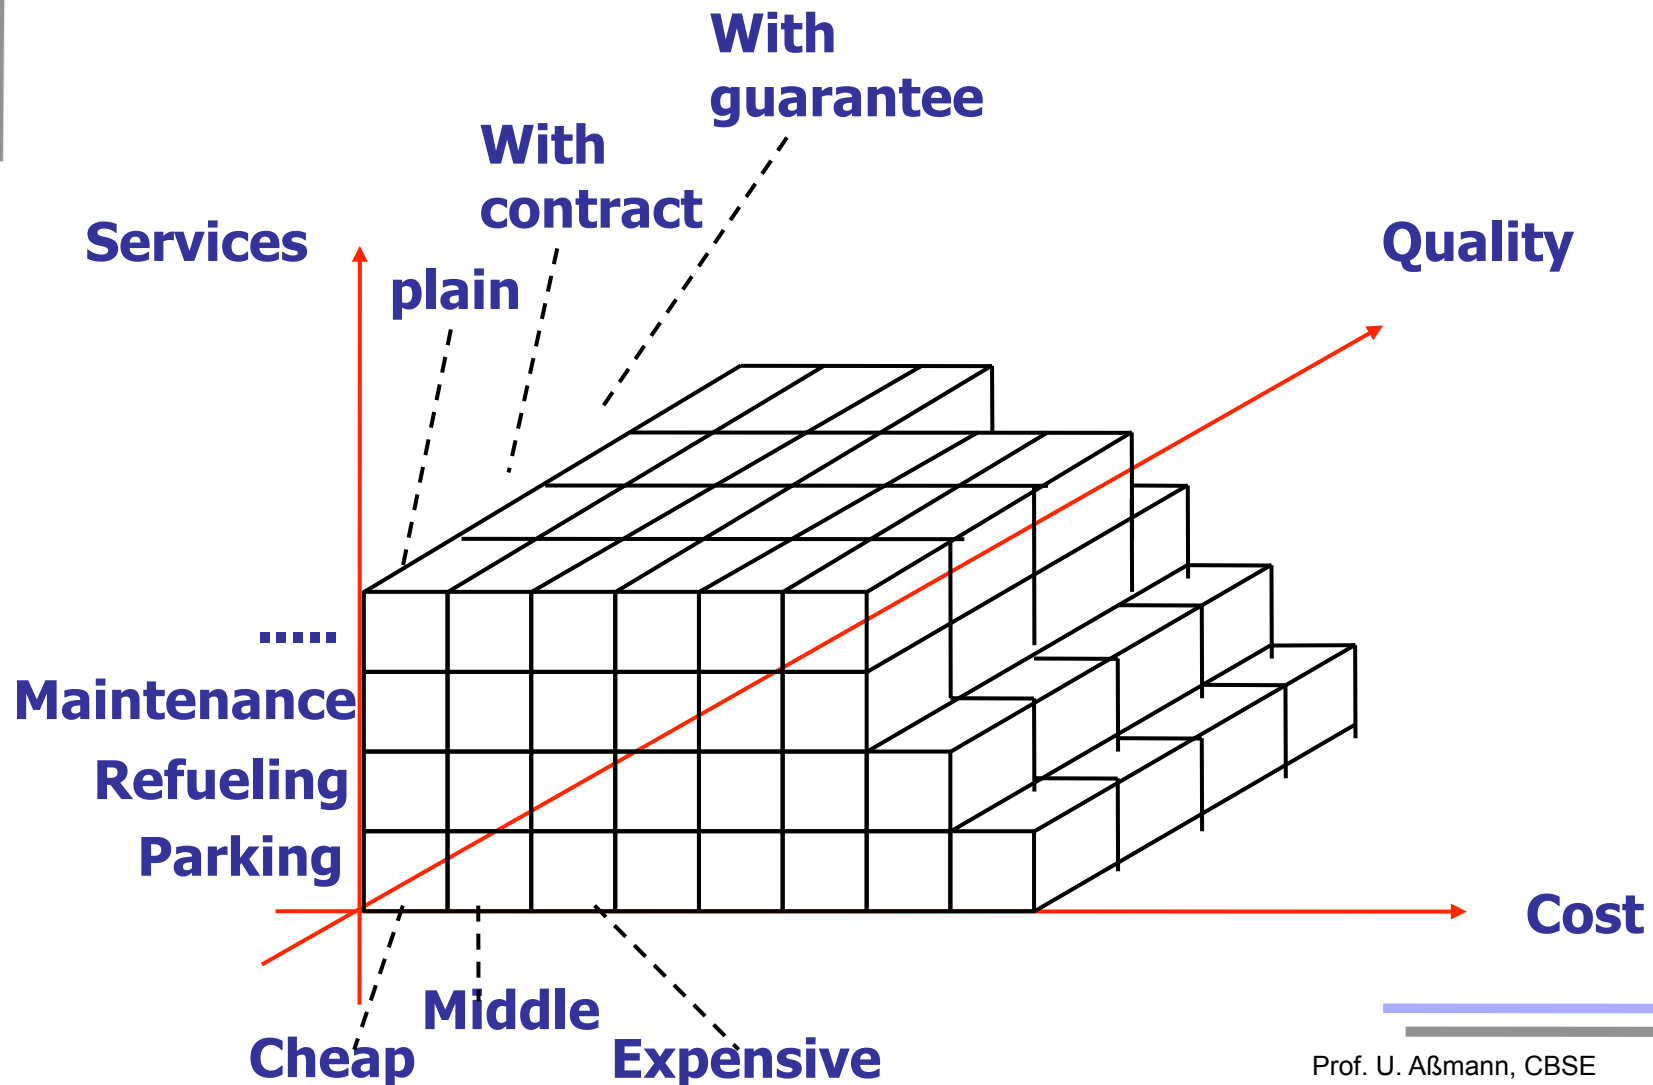 With
guarantee
With
contract
Services
Quality
plain
.....
Maintenance
Refueling
Parking
Cost
Middle
Cheap
Expensive
Prof. U. Aßmann, CBSE